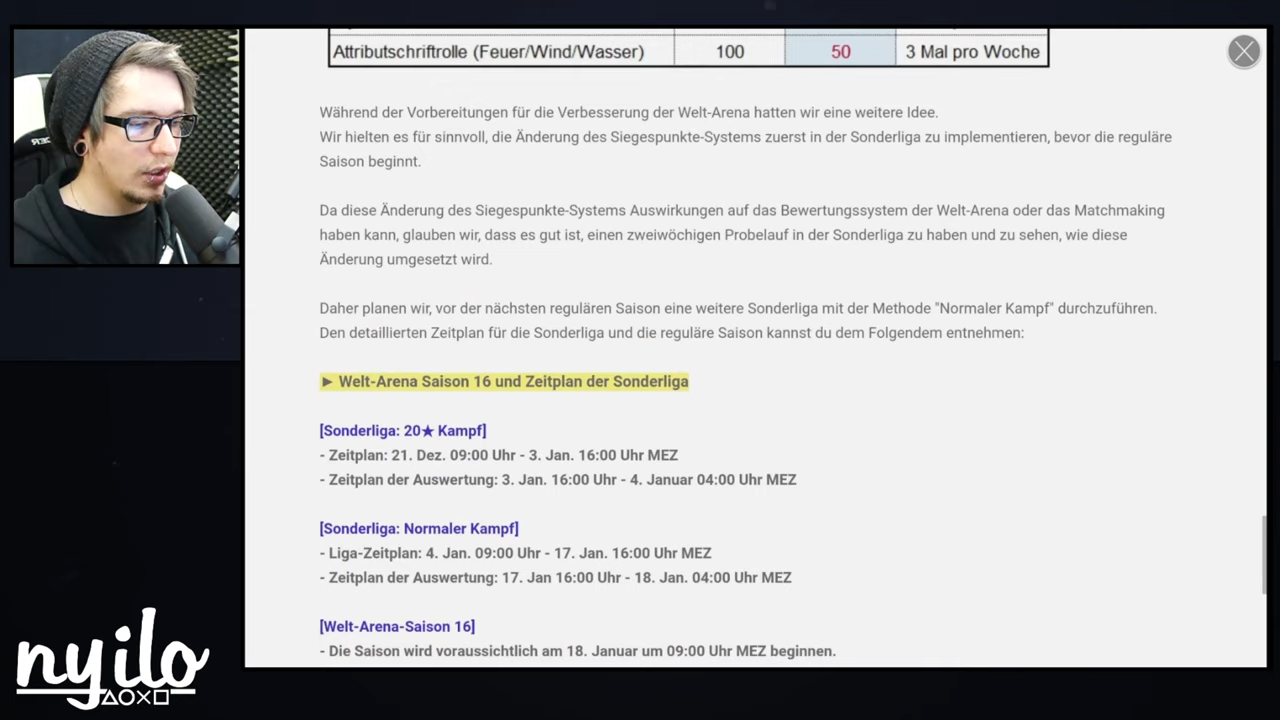 Attributschriftrolle (Feuer/Wind/Wasser) 100 50 3 Mal pro Woche
Während der Vorbereitungen für die Verbesserung der Welt-Arena hatten wir eine weitere Idee.
Wir hielten es für sinnvoll, die Änderung des Siegespunkte-Systems zuerst in der Sonderliga zu implementieren, bevor die reguläre
Saison beginnt.
Da diese Änderung des Siegespunkte-Systems Auswirkungen auf das Bewertungssystem der Welt-Arena oder das Matchmaking
haben kann, glauben wir, dass es gut ist, einen zweiwöchigen Probelauf in der Sonderliga zu haben und zu sehen, wie diese
Änderung umgesetzt wird.
Daher planen wir, vor der nächsten regulären Saison eine weitere Sonderliga mit der Methode "Normaler Kampf" durchzuführen.
Den detaillierten Zeitplan für die Sonderliga und die reguläre Saison kannst du dem Folgendem entnehmen:
► Welt-Arena Saison 16 und Zeitplan der Sonderliga
[Sonderliga: 20★ Kampf]
- Zeitplan: 21. Dez. 09:00 Uhr - 3. Jan. 16:00 Uhr MEZ
- Zeitplan der Auswertung: 3. Jan. 16:00 Uhr - 4. Januar 04:00 Uhr MEZ
[Sonderliga: Normaler Kampf]
- Liga-Zeitplan: 4. Jan. 09:00 Uhr - 17. Jan. 16:00 Uhr MEZ
- Zeitplan der Auswertung: 17. Jan 16:00 Uhr - 18. Jan. 04:00 Uhr MEZ
[Welt-Arena-Saison 16]
- Die Saison wird voraussichtlich am 18. Januar um 09:00 Uhr MEZ beginnen.
nyilo